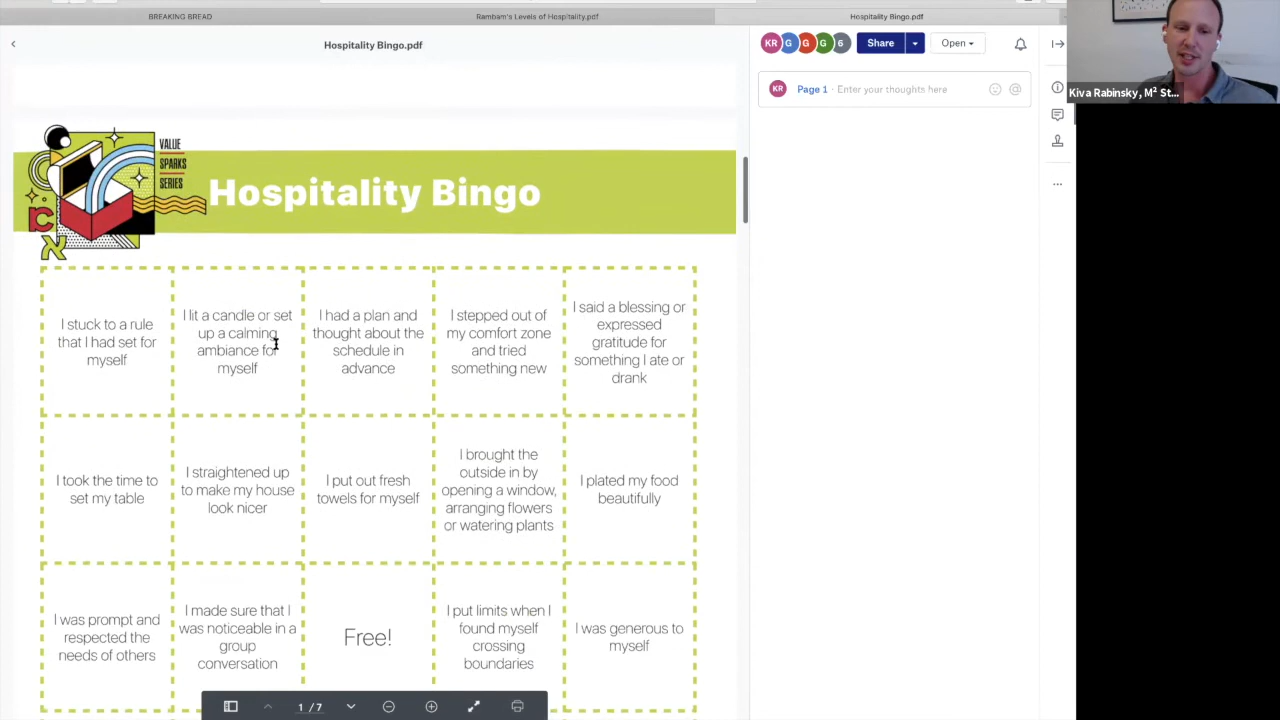 BREAKING BREAD
Rambam's Levels of Hospitality.pdf
Hospitality Bingo.pdf
Hospitality Bingo.pdf
KR G G G 6
Share
Open
Kiva Rabinsky, M² St...
KR Page 1 Enter your thoughts here
VALUE
SPARKS
SERIES
Hospitality Bingo
מ
א
I stuck to a rule
that I had set for
myself
I lit a candle or set
up a calming
ambiance for
myself
I had a plan and
thought about the
schedule in
advance
I stepped out of
my comfort zone
and tried
something new
I said a blessing or
expressed
gratitude for
something I ate or
drank
I took the time to
set my table
I straightened up
to make my house
look nicer
I put out fresh
towels for myself
I brought the
outside in by
opening a window,
arranging flowers
or watering plants
I plated my food
beautifully
I was prompt and
respected the
needs of others
I made sure that I
was noticeable in a
group
conversation
Free!
I put limits when I
found myself
crossing
boundaries
I was generous to
myself
1 / 7